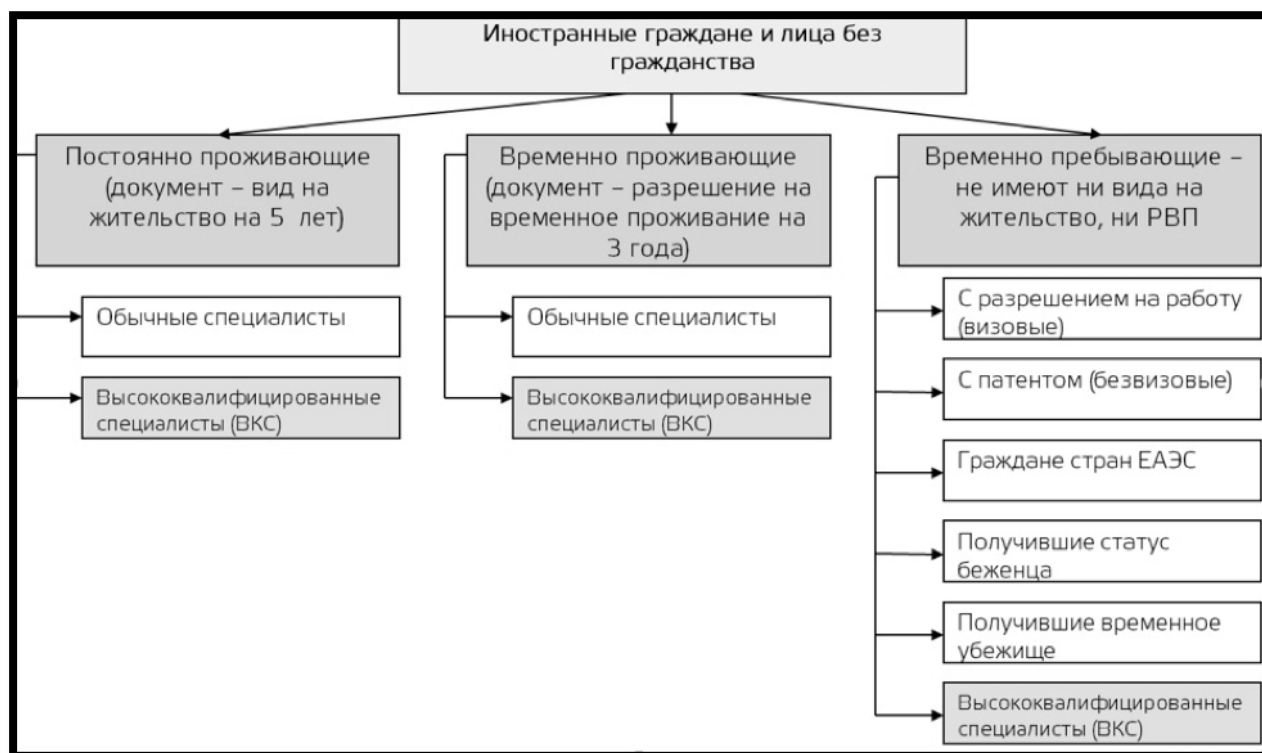 Иностранные граждане и лица без
гражданства
Постоянно проживающие
(документ – вид на
жительство на 5 лет)
Обычные специалисты
Высококвалифицированные
специалисты (ВКС)
Временно проживающие
(документ – разрешение на
временное проживание на
3 года)
Обычные специалисты
Высококвалифицированные
специалисты (ВКС)
Временно пребывающие –
не имеют ни вида на
жительство, ни РВП
С разрешением на работу
(визовые)
С патентом (безвизовые)
Граждане стран ЕАЭС
Получившие статус
беженца
Получившие временное
убежище
Высококвалифицированные
специалисты (ВКС)